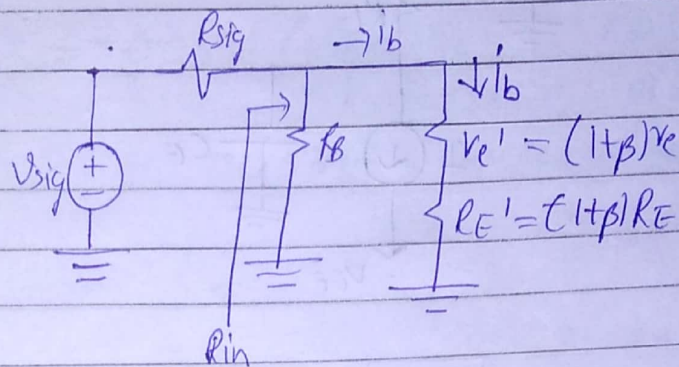 Rsig
→ib
↓ib
Vsig
+
−
RB
re' = (1+β)re
RE' = (1+β)RE
Rin